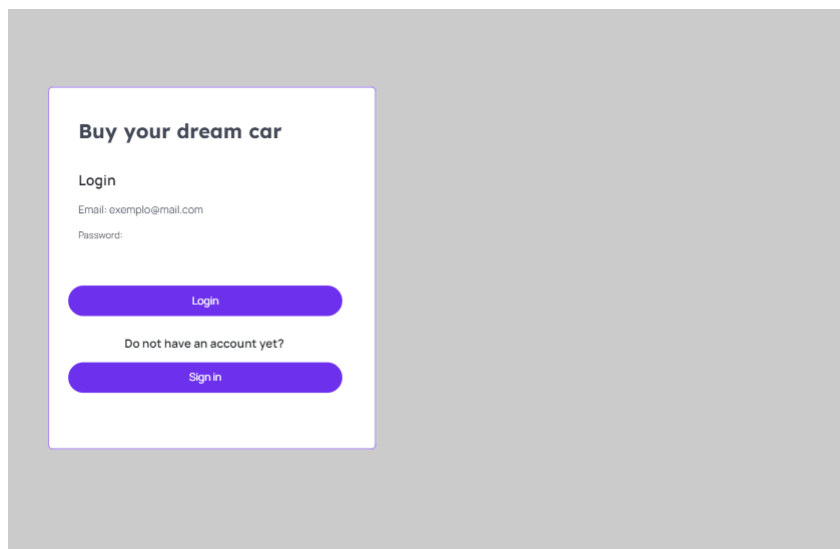 Buy your dream car
Login
Email: exemplo@mail.com
Password:
Login
Do not have an account yet?
Sign in